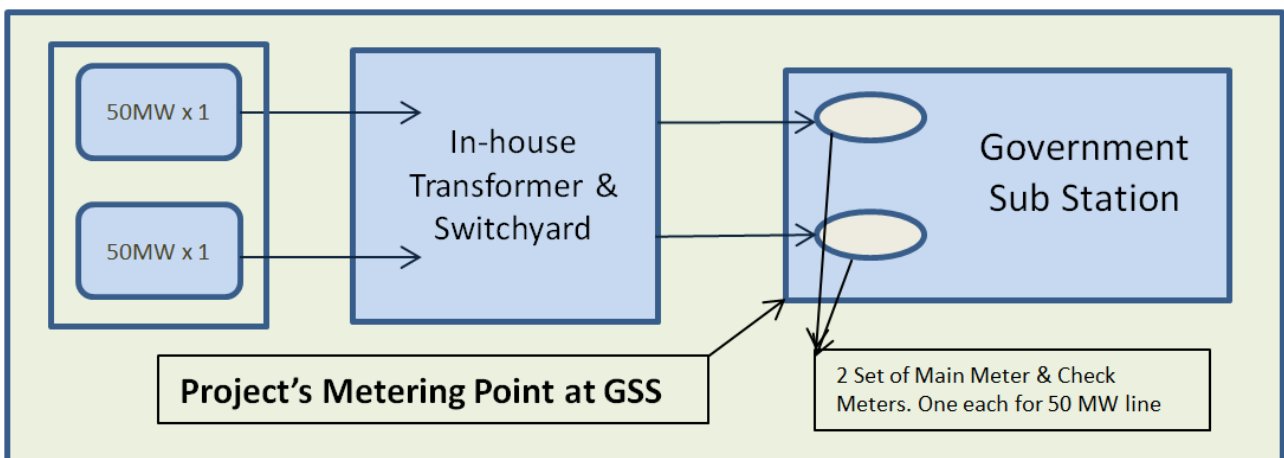 50MW x 1
50MW x 1
In-house
Transformer &
Switchyard
Government
Sub Station
Project's Metering Point at GSS
2 Set of Main Meter & Check
Meters. One each for 50 MW line